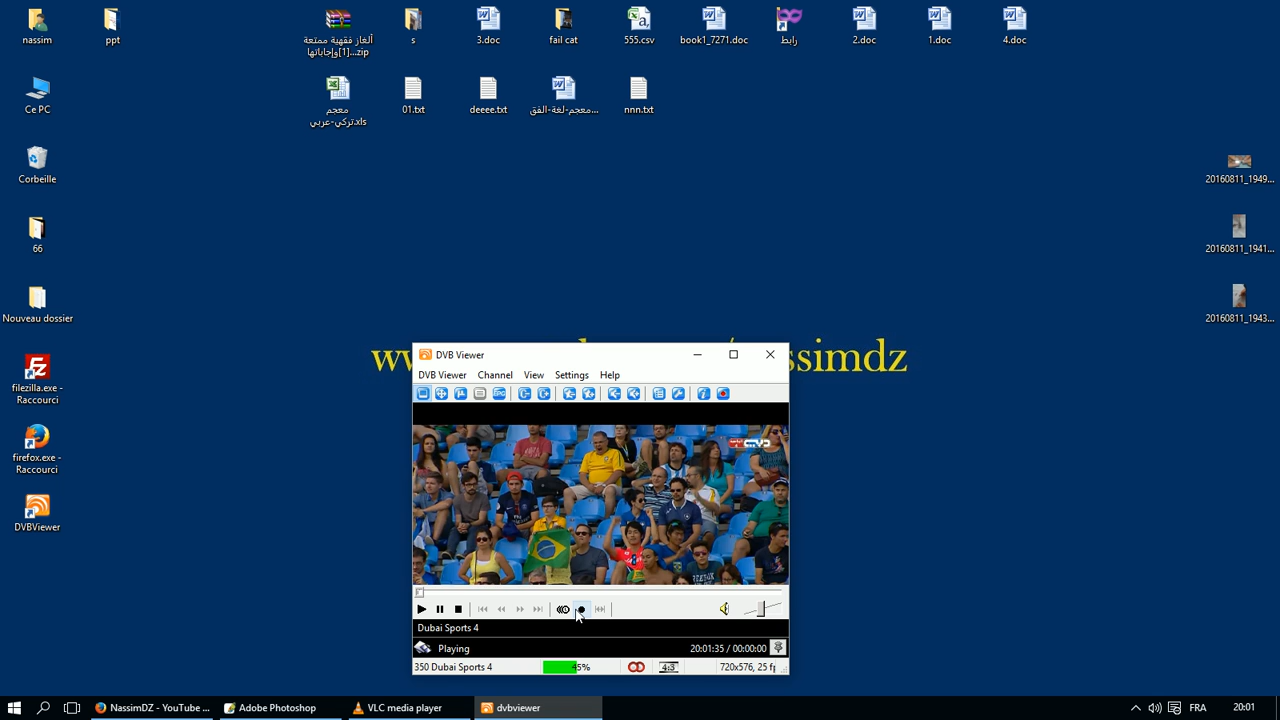 nassim
ppt
ألغاز فقهية ممتعة
وإجاباتها[1]...zip
s
3.doc
fail cat
555.csv
book1_7271.doc
رابط
2.doc
1.doc
4.doc
Ce PC
معجم
تركي-عربي.xls
01.txt
deeee.txt
معجم-لغة-الفق...
nnn.txt
Corbeille
20160811_1949...
66
20160811_1941...
Nouveau dossier
20160811_1943...
filezilla.exe -
Raccourci
firefox.exe -
Raccourci
DVBViewer
DVB Viewer
DVB Viewer Channel View Settings Help
EPG
Dubai Sports 4
Playing
20:01:35 / 00:00:00
350 Dubai Sports 4
45%
4:3
720x576, 25 f
NassimDZ - YouTube ...
Adobe Photoshop
VLC media player
dvbviewer
FRA
20:01